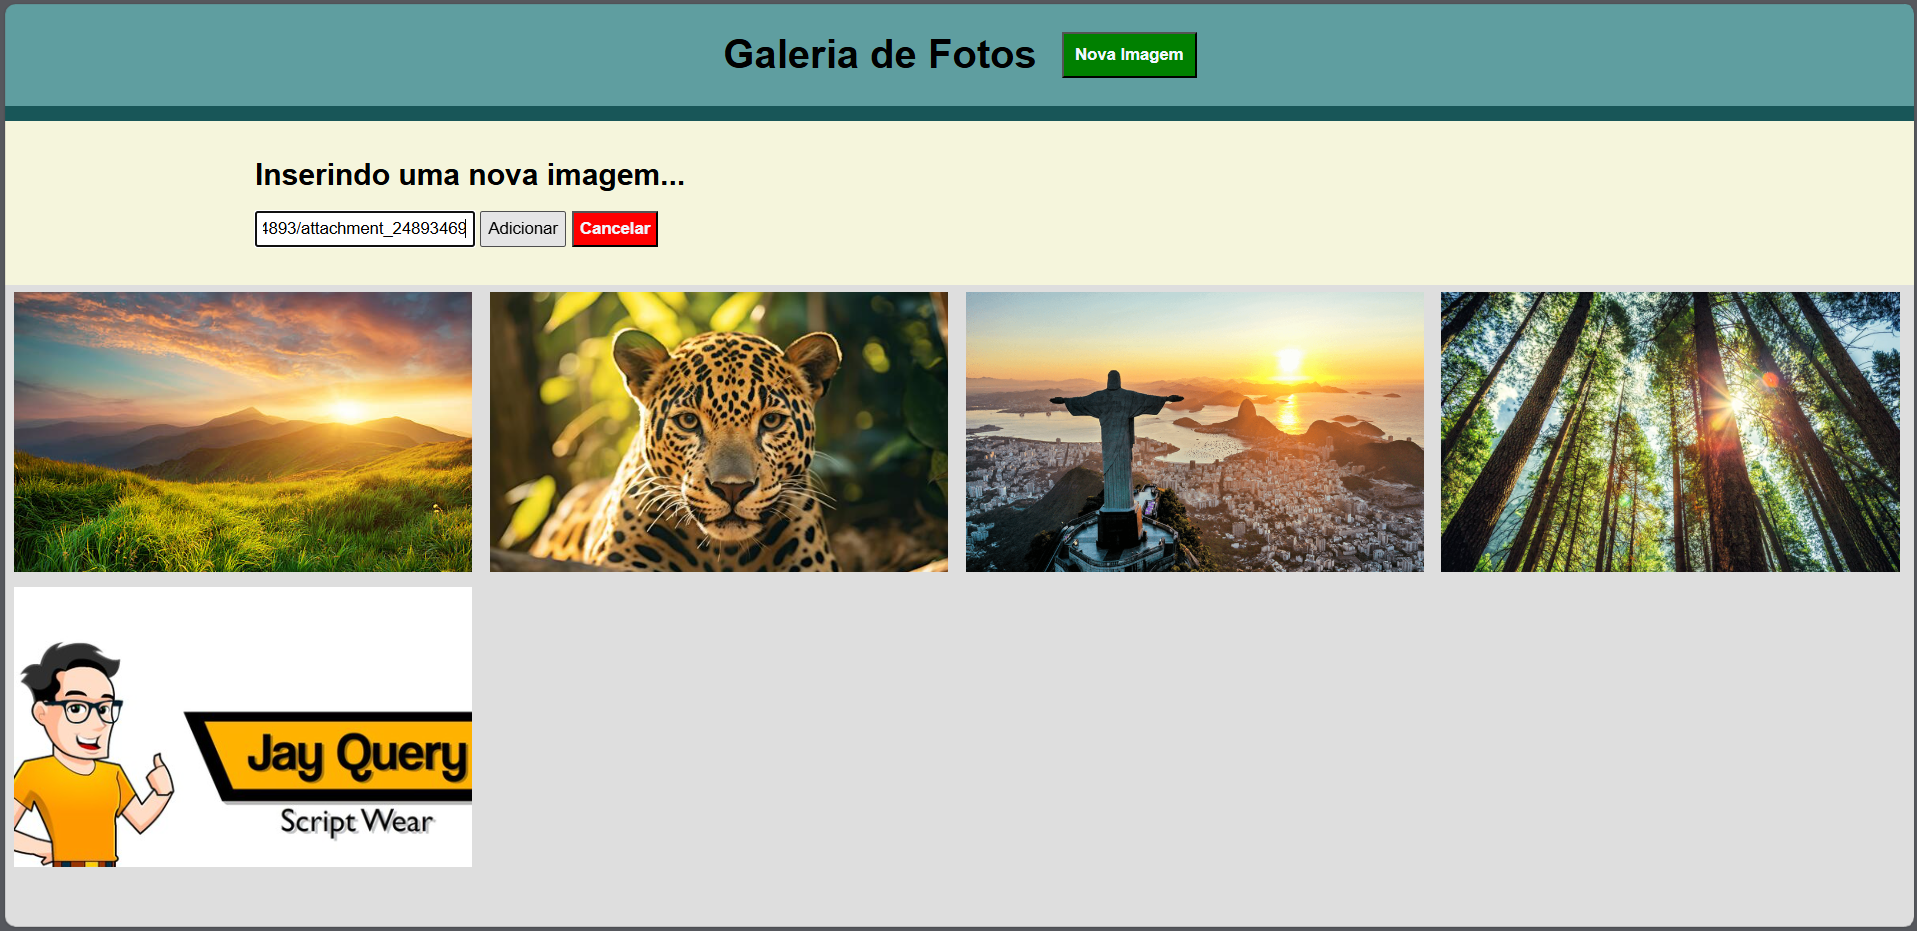 Galeria de Fotos
Nova Imagem
Inserindo uma nova imagem...
4893/attachment_24893469
Adicionar
Cancelar
Jay Query
Script Wear